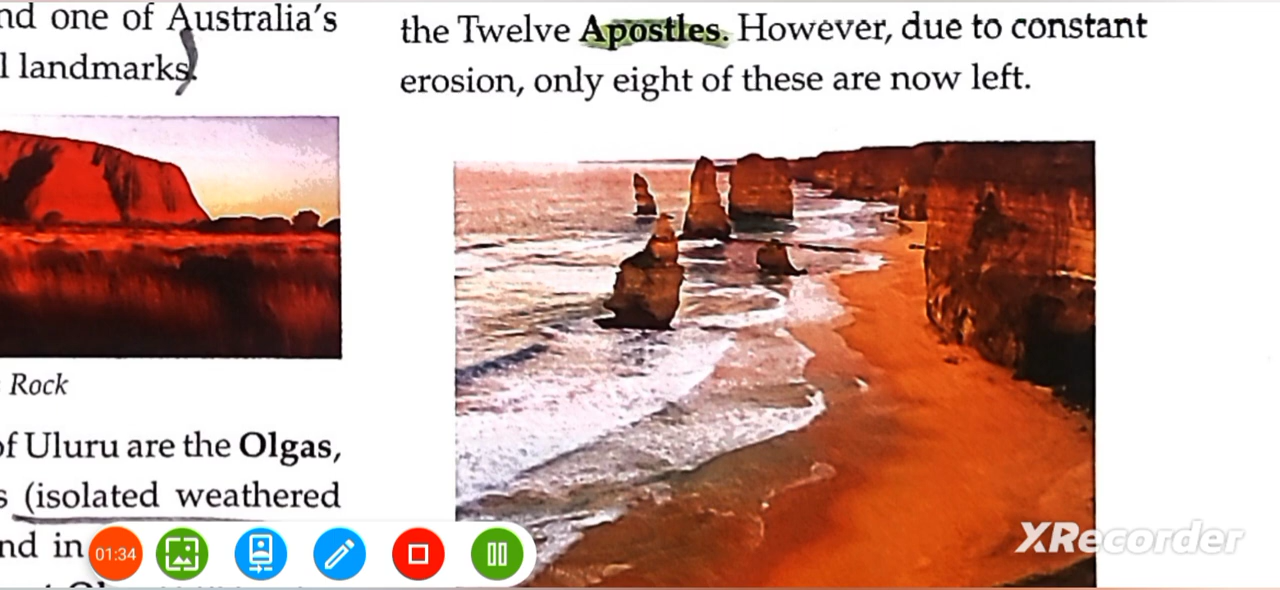 nd one of Australia's
l landmarks.
Rock
of Uluru are the Olgas,
s (isolated weathered
nd in
the Twelve Apostles. However, due to constant
erosion, only eight of these are now left.
01:34
XRecorder